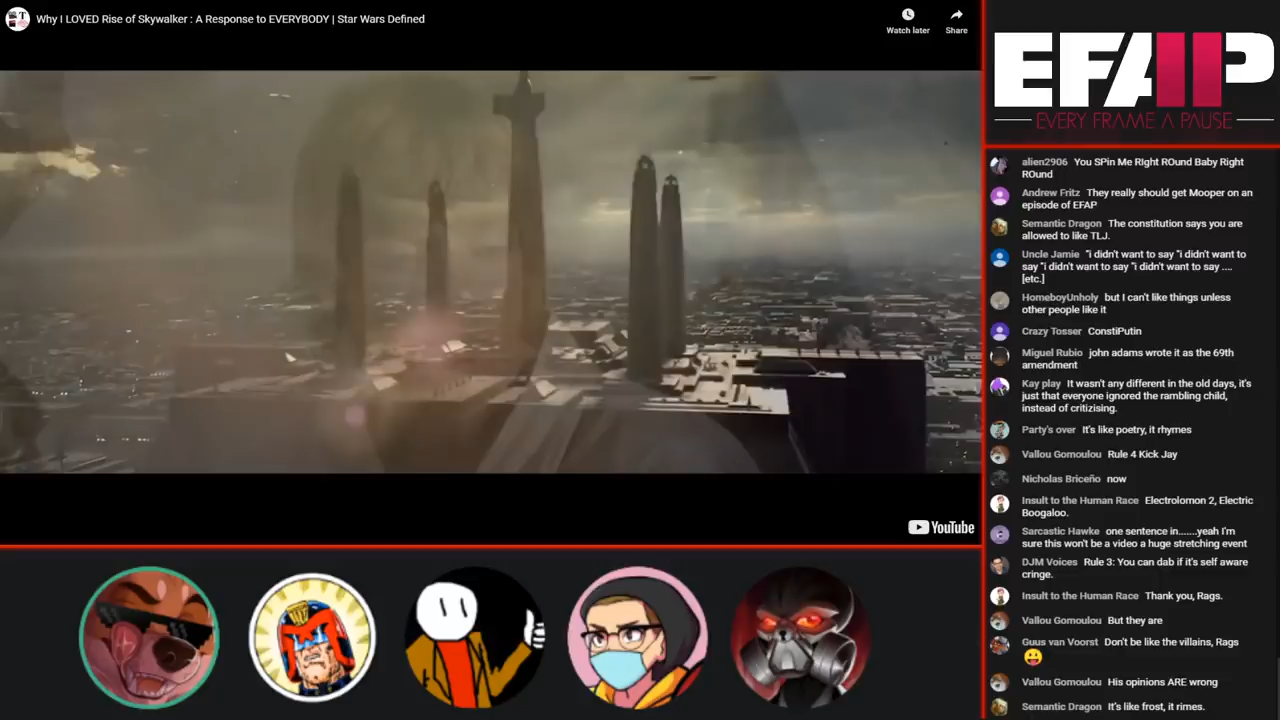 Why I LOVED Rise of Skywalker : A Response to EVERYBODY | Star Wars Defined
Watch later
Share
YouTube
EFAP
EVERY FRAME A PAUSE
alien2906 You SPin Me RIght ROund Baby Right
ROund
Andrew Fritz They really should get Mooper on an
episode of EFAP
Semantic Dragon The constitution says you are
allowed to like TLJ.
Uncle Jamie "i didn't want to say "i didn't want to
say "i didn't want to say "i didn't want to say ....
[etc.]
HomeboyUnholy but I can't like things unless
other people like it
Crazy Tosser ConstiPutin
Miguel Rubio john adams wrote it as the 69th
amendment
Kay play It wasn't any different in the old days, it's
just that everyone ignored the rambling child,
instead of critizising.
Party's over It's like poetry, it rhymes
Vallou Gomoulou Rule 4 Kick Jay
Nicholas Briceño now
Insult to the Human Race Electrolomon 2, Electric
Boogaloo.
Sarcastic Hawke one sentence in.......yeah I'm
sure this won't be a video a huge stretching event
DJM Voices Rule 3: You can dab if it's self aware
cringe.
Insult to the Human Race Thank you, Rags.
Vallou Gomoulou But they are
Guus van Voorst Don't be like the villains, Rags
Vallou Gomoulou His opinions ARE wrong
Semantic Dragon It's like frost, it rimes.